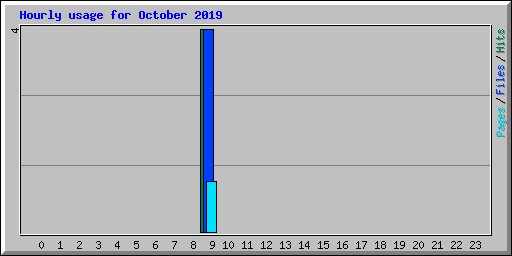 Hourly usage for October 2019
4
Pages/Files/Hits
0 1 2 3 4 5 6 7 8 9 10 11 12 13 14 15 16 17 18 19 20 21 22 23